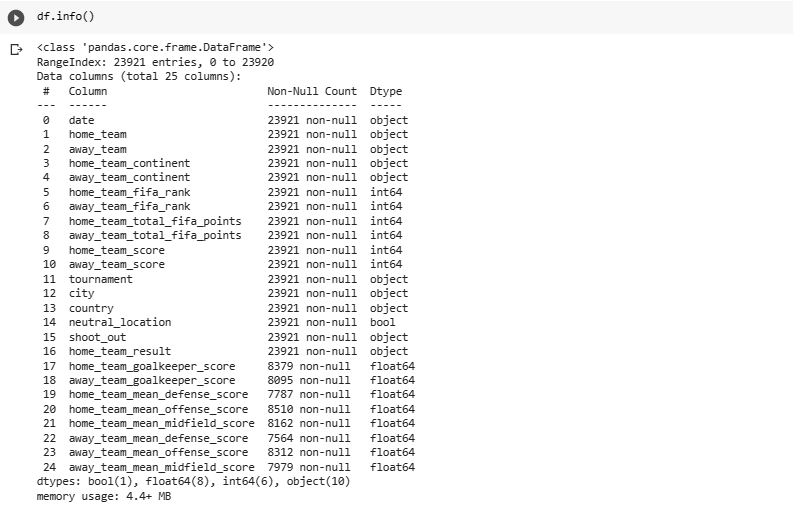 df.info()
<class 'pandas.core.frame.DataFrame'>
RangeIndex: 23921 entries, 0 to 23920
Data columns (total 25 columns):
 #   Column                         Non-Null Count  Dtype
---  ------                         --------------  -----
 0   date                           23921 non-null  object
 1   home_team                      23921 non-null  object
 2   away_team                      23921 non-null  object
 3   home_team_continent            23921 non-null  object
 4   away_team_continent            23921 non-null  object
 5   home_team_fifa_rank            23921 non-null  int64
 6   away_team_fifa_rank            23921 non-null  int64
 7   home_team_total_fifa_points    23921 non-null  int64
 8   away_team_total_fifa_points    23921 non-null  int64
 9   home_team_score                23921 non-null  int64
 10  away_team_score                23921 non-null  int64
 11  tournament                     23921 non-null  object
 12  city                           23921 non-null  object
 13  country                        23921 non-null  object
 14  neutral_location               23921 non-null  bool
 15  shoot_out                      23921 non-null  object
 16  home_team_result               23921 non-null  object
 17  home_team_goalkeeper_score     8379 non-null   float64
 18  away_team_goalkeeper_score     8095 non-null   float64
 19  home_team_mean_defense_score   7787 non-null   float64
 20  home_team_mean_offense_score   8510 non-null   float64
 21  home_team_mean_midfield_score  8162 non-null   float64
 22  away_team_mean_defense_score   7564 non-null   float64
 23  away_team_mean_offense_score   8312 non-null   float64
 24  away_team_mean_midfield_score  7979 non-null   float64
dtypes: bool(1), float64(8), int64(6), object(10)
memory usage: 4.4+ MB